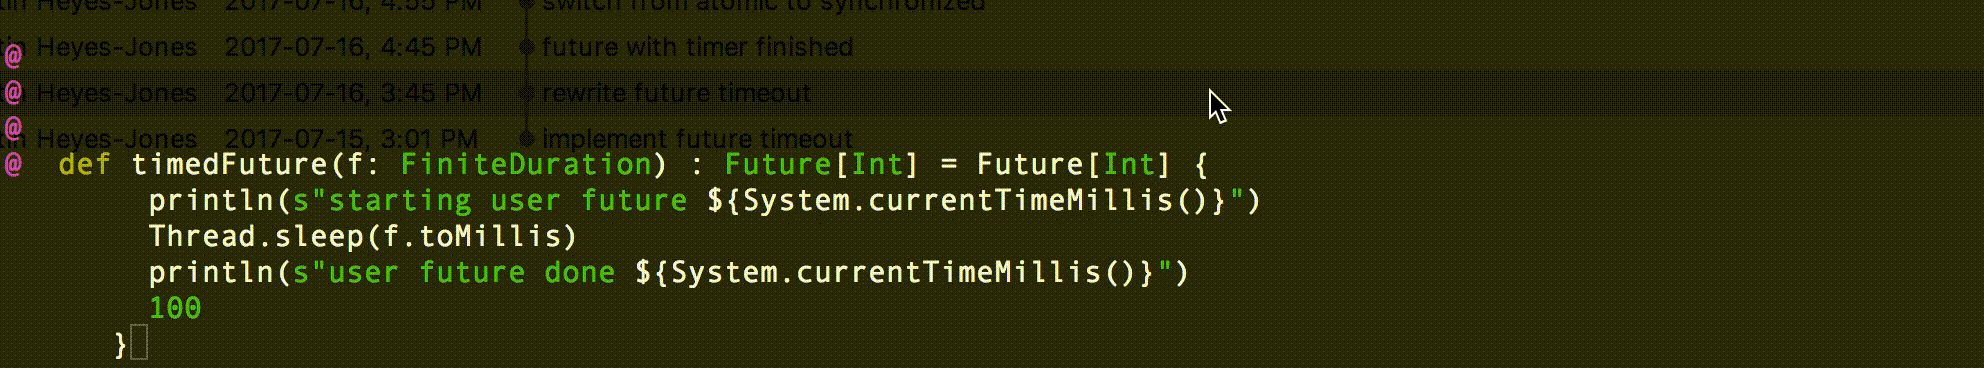 Heyes-Jones 2017-07-16, 4:55 PM switch from atomic to synchronized
Heyes-Jones 2017-07-16, 4:45 PM future with timer finished
@
Heyes-Jones 2017-07-16, 3:45 PM rewrite future timeout
@
@
Heyes-Jones 2017-07-15, 3:01 PM implement future timeout
@ def timedFuture(f: FiniteDuration) : Future[Int] = Future[Int] {
println(s"starting user future ${System.currentTimeMillis()}")
Thread.sleep(f.toMillis)
println(s"user future done ${System.currentTimeMillis()}")
100
}